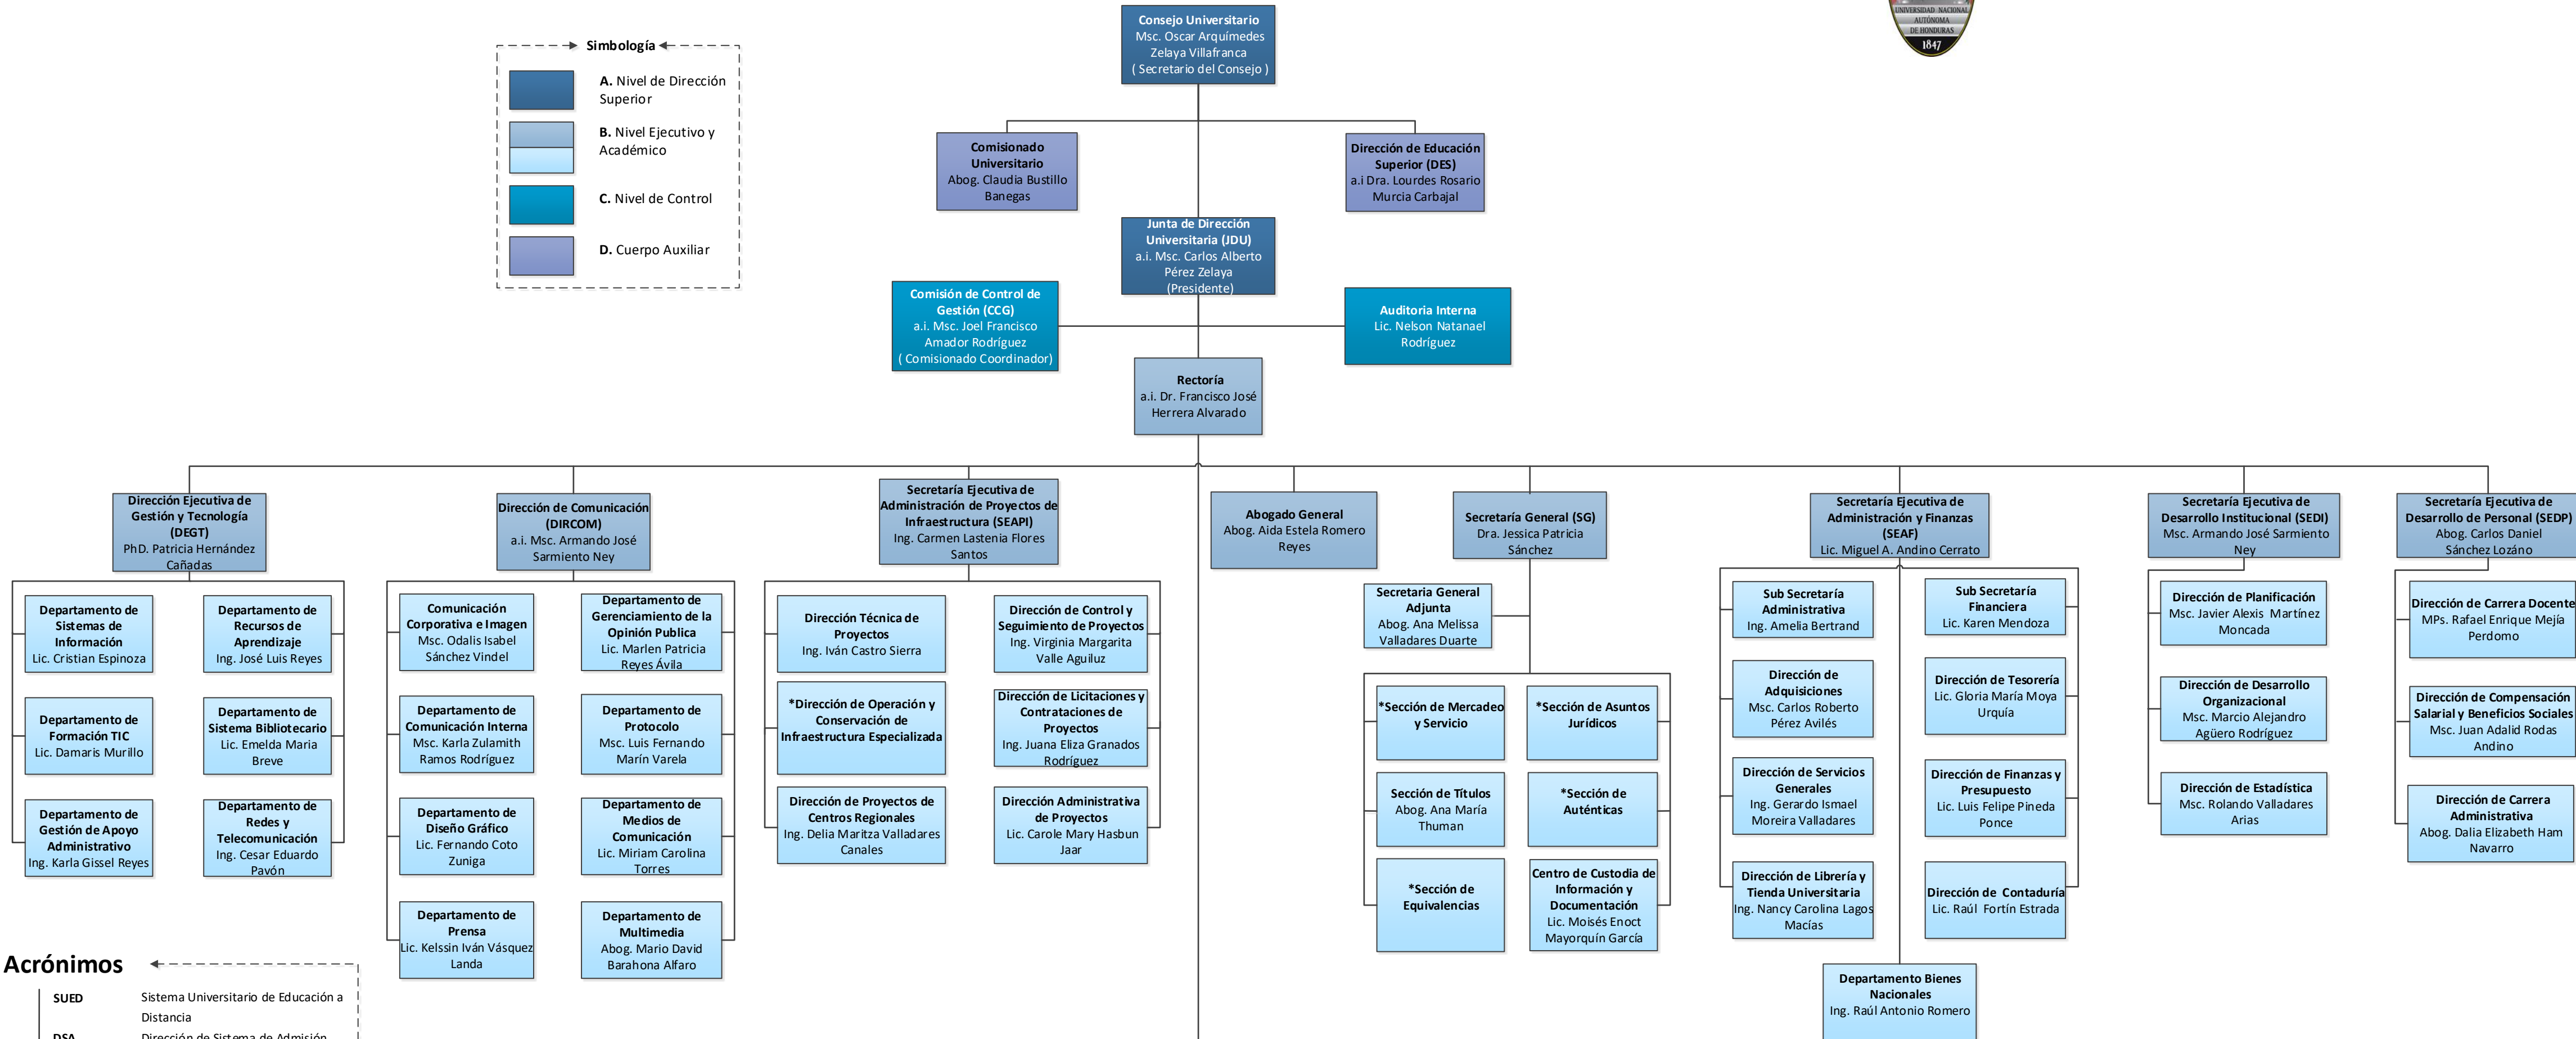 UNIVERSIDAD NACIONAL
AUTÓNOMA
DE HONDURAS
1847
Simbología
A. Nivel de Dirección
Superior
B. Nivel Ejecutivo y
Académico
C. Nivel de Control
D. Cuerpo Auxiliar
Consejo Universitario
Msc. Oscar Arquímedes
Zelaya Villafranca
( Secretario del Consejo )
Comisionado
Universitario
Abog. Claudia Bustillo
Banegas
Dirección de Educación
Superior (DES)
a.i Dra. Lourdes Rosario
Murcia Carbajal
Junta de Dirección
Universitaria (JDU)
a.i. Msc. Carlos Alberto
Pérez Zelaya
(Presidente)
Comisión de Control de
Gestión (CCG)
a.i. Msc. Joel Francisco
Amador Rodríguez
( Comisionado Coordinador)
Auditoria Interna
Lic. Nelson Natanael
Rodríguez
Rectoría
a.i. Dr. Francisco José
Herrera Alvarado
Dirección Ejecutiva de
Gestión y Tecnología
(DEGT)
PhD. Patricia Hernández
Cañadas
Departamento de
Sistemas de
Información
Lic. Cristian Espinoza
Departamento de
Recursos de
Aprendizaje
Ing. José Luis Reyes
Departamento de
Formación TIC
Lic. Damaris Murillo
Departamento de
Sistema Bibliotecario
Lic. Emelda Maria
Breve
Departamento de
Gestión de Apoyo
Administrativo
Ing. Karla Gissel Reyes
Departamento de
Redes y
Telecomunicación
Ing. Cesar Eduardo
Pavón
Dirección de Comunicación
(DIRCOM)
a.i. Msc. Armando José
Sarmiento Ney
Comunicación
Corporativa e Imagen
Msc. Odalis Isabel
Sánchez Vindel
Departamento de
Gerenciamiento de la
Opinión Publica
Lic. Marlen Patricia
Reyes Ávila
Departamento de
Comunicación Interna
Msc. Karla Zulamith
Ramos Rodríguez
Departamento de
Protocolo
Msc. Luis Fernando
Marín Varela
Departamento de
Diseño Gráfico
Lic. Fernando Coto
Zuniga
Departamento de
Medios de
Comunicación
Lic. Miriam Carolina
Torres
Departamento de
Prensa
Lic. Kelssin Iván Vásquez
Landa
Departamento de
Multimedia
Abog. Mario David
Barahona Alfaro
Secretaría Ejecutiva de
Administración de Proyectos de
Infraestructura (SEAPI)
Ing. Carmen Lastenia Flores
Santos
Dirección Técnica de
Proyectos
Ing. Iván Castro Sierra
Dirección de Control y
Seguimiento de Proyectos
Ing. Virginia Margarita
Valle Aguiluz
*Dirección de Operación y
Conservación de
Infraestructura Especializada
Dirección de Licitaciones y
Contrataciones de
Proyectos
Ing. Juana Eliza Granados
Rodríguez
Dirección de Proyectos de
Centros Regionales
Ing. Delia Maritza Valladares
Canales
Dirección Administrativa
de Proyectos
Lic. Carole Mary Hasbun
Jaar
Abogado General
Abog. Aida Estela Romero
Reyes
Secretaría General (SG)
Dra. Jessica Patricia
Sánchez
Secretaria General
Adjunta
Abog. Ana Melissa
Valladares Duarte
*Sección de Mercadeo
y Servicio
*Sección de Asuntos
Jurídicos
Sección de Títulos
Abog. Ana María
Thuman
*Sección de
Auténticas
*Sección de
Equivalencias
Centro de Custodia de
Información y
Documentación
Lic. Moisés Enoct
Mayorquín García
Secretaría Ejecutiva de
Administración y Finanzas
(SEAF)
Lic. Miguel A. Andino Cerrato
Sub Secretaría
Administrativa
Ing. Amelia Bertrand
Sub Secretaría
Financiera
Lic. Karen Mendoza
Dirección de
Adquisiciones
Msc. Carlos Roberto
Pérez Avilés
Dirección de Tesorería
Lic. Gloria María Moya
Urquía
Dirección de Servicios
Generales
Ing. Gerardo Ismael
Moreira Valladares
Dirección de Finanzas y
Presupuesto
Lic. Luis Felipe Pineda
Ponce
Dirección de Librería y
Tienda Universitaria
Ing. Nancy Carolina Lagos
Macías
Dirección de Contaduría
Lic. Raúl Fortín Estrada
Departamento Bienes
Nacionales
Ing. Raúl Antonio Romero
Secretaría Ejecutiva de
Desarrollo Institucional (SEDI)
Msc. Armando José Sarmiento
Ney
Dirección de Planificación
Msc. Javier Alexis Martínez
Moncada
Dirección de Desarrollo
Organizacional
Msc. Marcio Alejandro
Agüero Rodríguez
Dirección de Estadística
Msc. Rolando Valladares
Arias
Secretaría Ejecutiva de
Desarrollo de Personal (SEDP)
Abog. Carlos Daniel
Sánchez Lozáno
Dirección de Carrera Docente
MPs. Rafael Enrique Mejía
Perdomo
Dirección de Compensación
Salarial y Beneficios Sociales
Msc. Juan Adalid Rodas
Andino
Dirección de Carrera
Administrativa
Abog. Dalia Elizabeth Ham
Navarro
Acrónimos
SUED Sistema Universitario de Educación a
Distancia
DSA Dirección de Sistema de Admisión